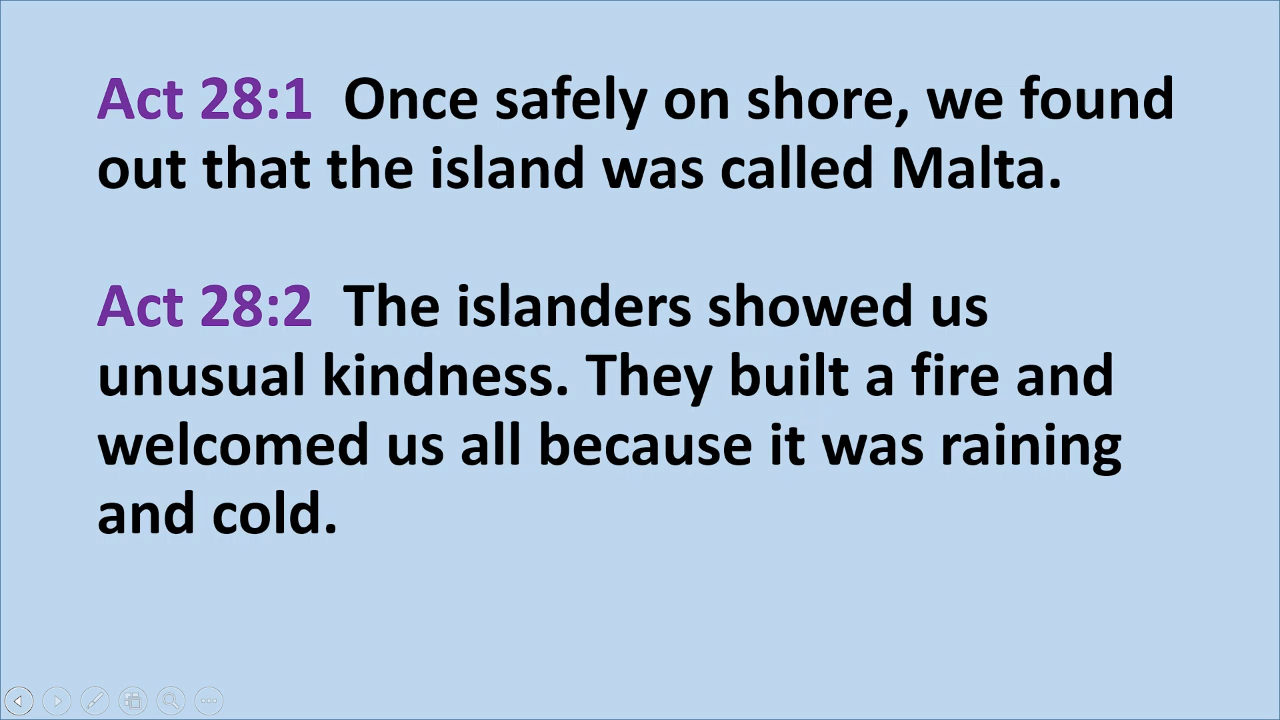 Act 28:1  Once safely on shore, we found
out that the island was called Malta.
Act 28:2  The islanders showed us
unusual kindness. They built a fire and
welcomed us all because it was raining
and cold.